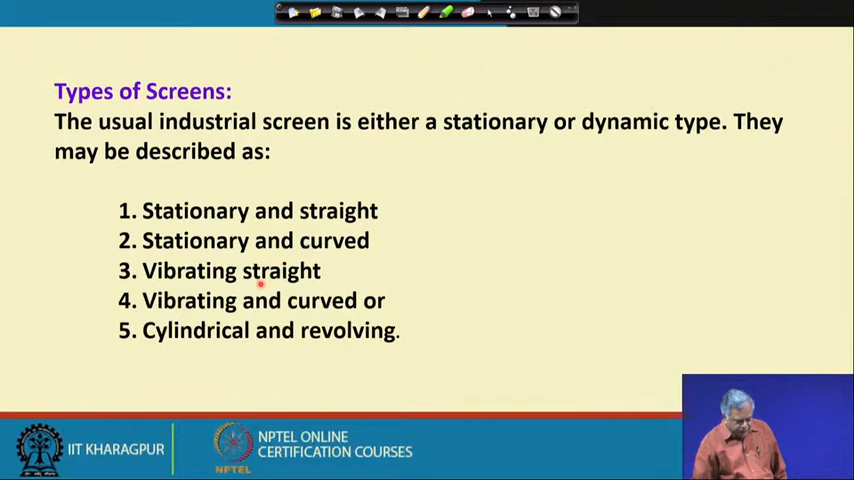 Types of Screens:
The usual industrial screen is either a stationary or dynamic type. They
may be described as:
1. Stationary and straight
2. Stationary and curved
3. Vibrating straight
4. Vibrating and curved or
5. Cylindrical and revolving.
IIT KHARAGPUR
NPTEL
NPTEL ONLINE
CERTIFICATION COURSES